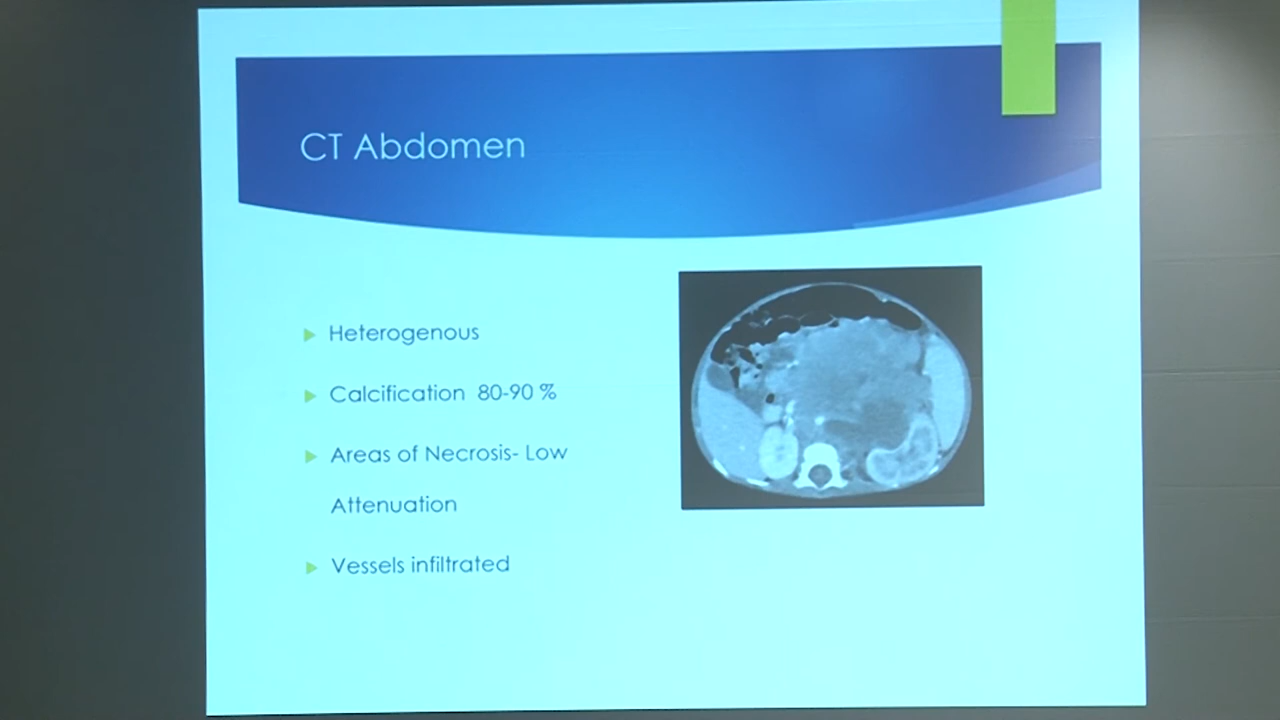 CT Abdomen
Heterogenous
Calcification 80-90 %
Areas of Necrosis- Low
Attenuation
Vessels infiltrated